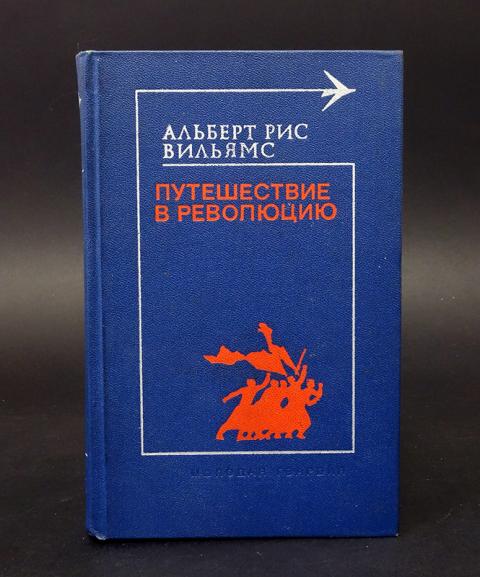 АЛЬБЕРТ РИС
ВИЛЬЯМС
ПУТЕШЕСТВИЕ
В РЕВОЛЮЦИЮ
МОЛОДАЯ ГВАРДИЯ